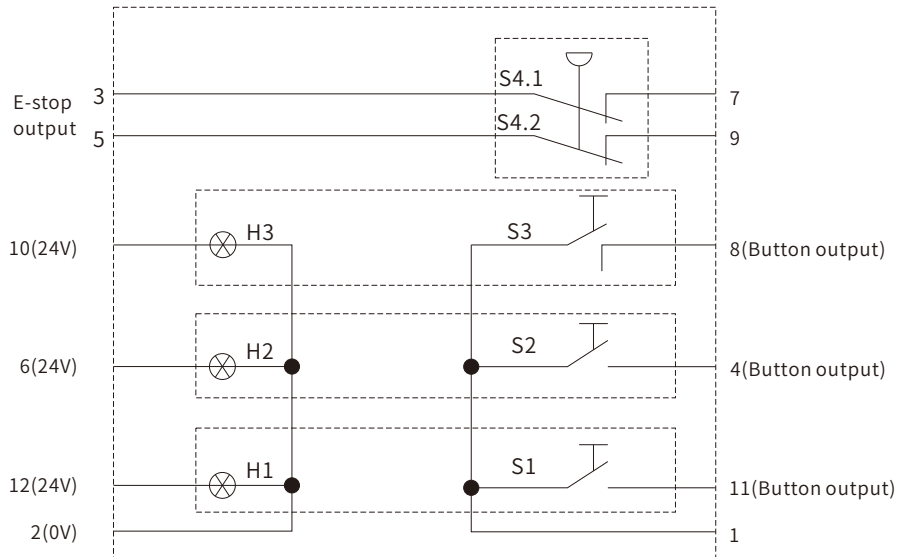 S4.1
E-stop
output
3
7
S4.2
5
9
H3
S3
10(24V)
8(Button output)
H2
S2
6(24V)
4(Button output)
H1
S1
12(24V)
11(Button output)
2(0V)
1